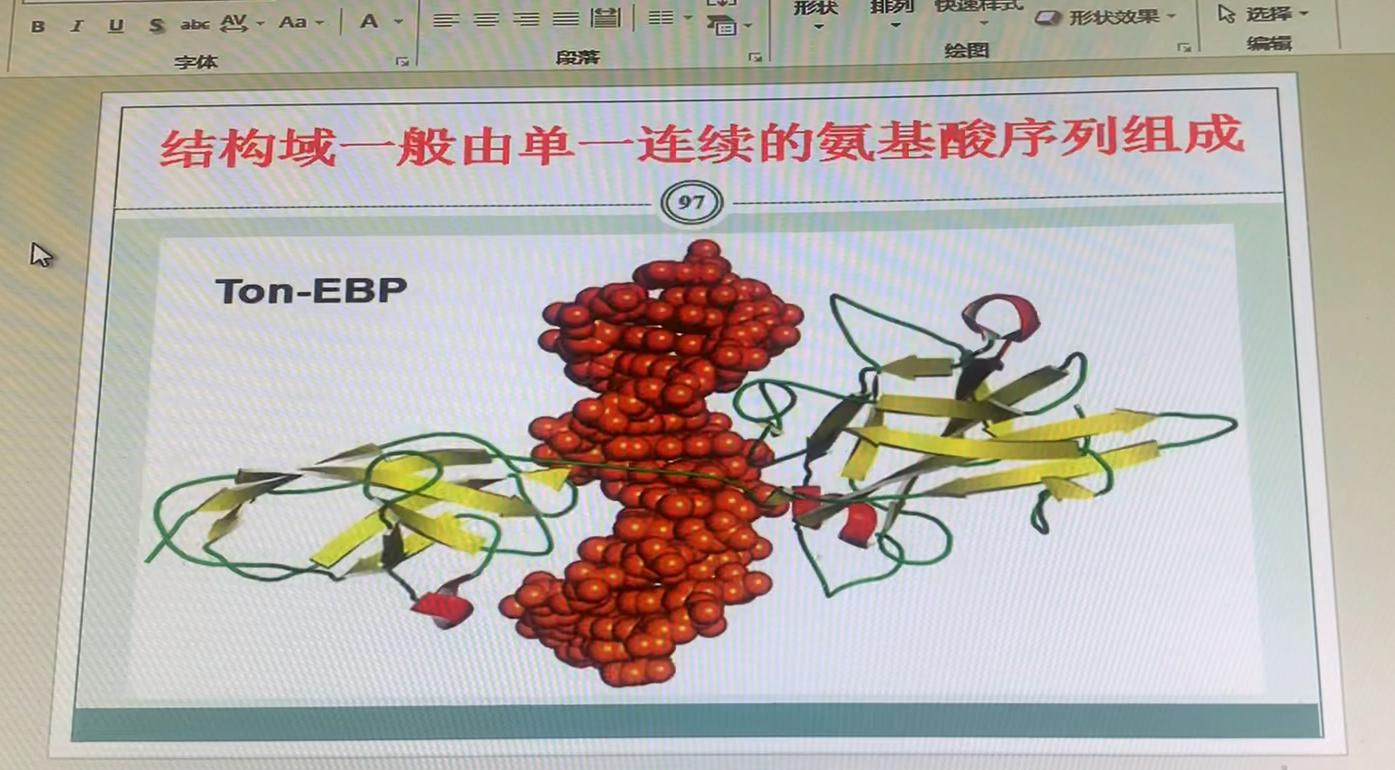 形状 排列 快速样式
B I U S abc AV Aa A 形状效果 选择
字体 段落 绘图 编辑
结构域一般由单一连续的氨基酸序列组成
97
Ton-EBP